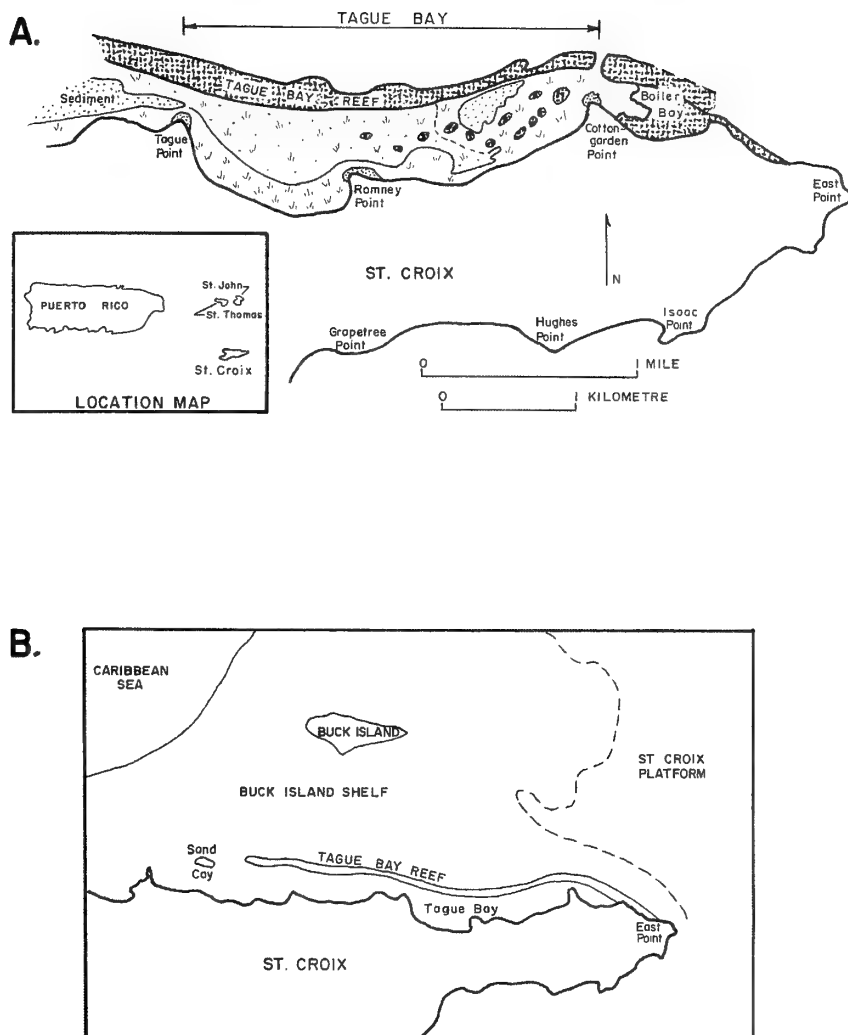 A.
TAGUE BAY
TAGUE BAY REEF
Sediment
Boiler
Bay
Tague
Point
Cotton-
garden
Point
Romney
Point
East
Point
N
ST. CROIX
PUERTO RICO
St. John
St. Thomas
St. Croix
LOCATION MAP
Grapetree
Point
Hughes
Point
Isaac
Point
0 1 MILE
0 1 KILOMETRE
B.
CARIBBEAN
SEA
BUCK ISLAND
ST CROIX
PLATFORM
BUCK ISLAND SHELF
Sand
Cay
TAGUE BAY REEF
Tague Bay
East
Point
ST. CROIX